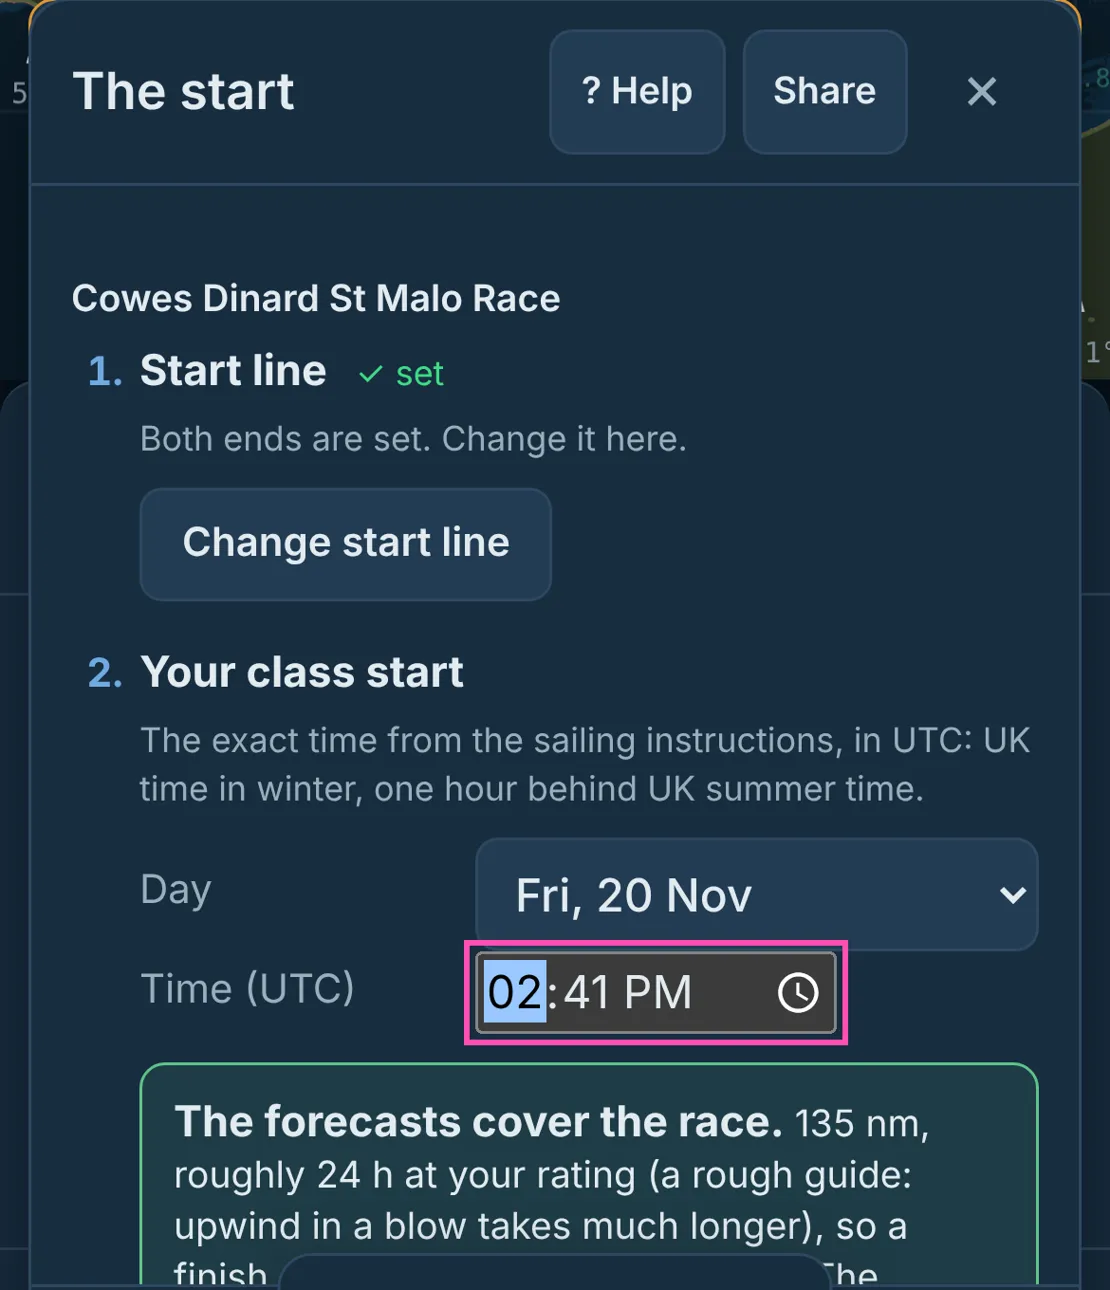 The start
? Help
Share
Cowes Dinard St Malo Race
1. Start line ✓ set
Both ends are set. Change it here.
Change start line
2. Your class start
The exact time from the sailing instructions, in UTC: UK
time in winter, one hour behind UK summer time.
Day
Fri, 20 Nov
Time (UTC)
02:41 PM
The forecasts cover the race. 135 nm,
roughly 24 h at your rating (a rough guide:
upwind in a blow takes much longer), so a
finish
The